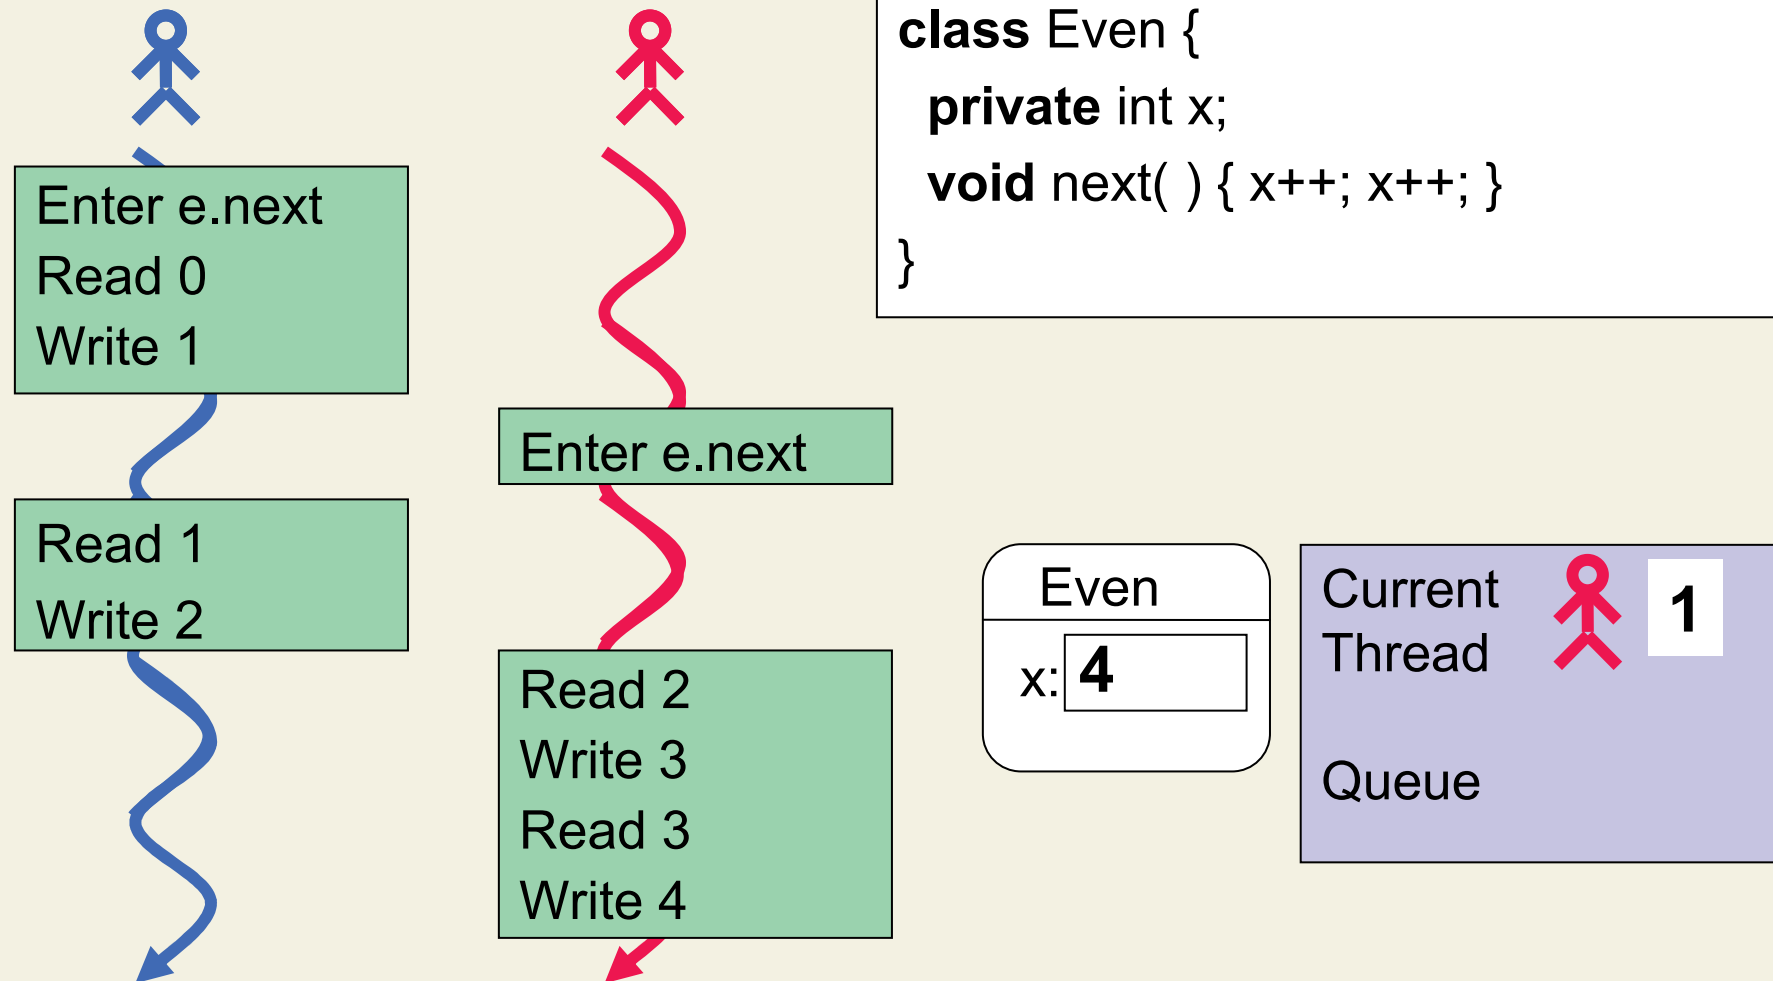 class Even {
private int x;
void next( ) { x++; x++; }
}
Enter e.next
Read 0
Write 1
Enter e.next
Read 1
Write 2
Read 2
Write 3
Read 3
Write 4
Even
x: 4
Current
Thread
1
Queue